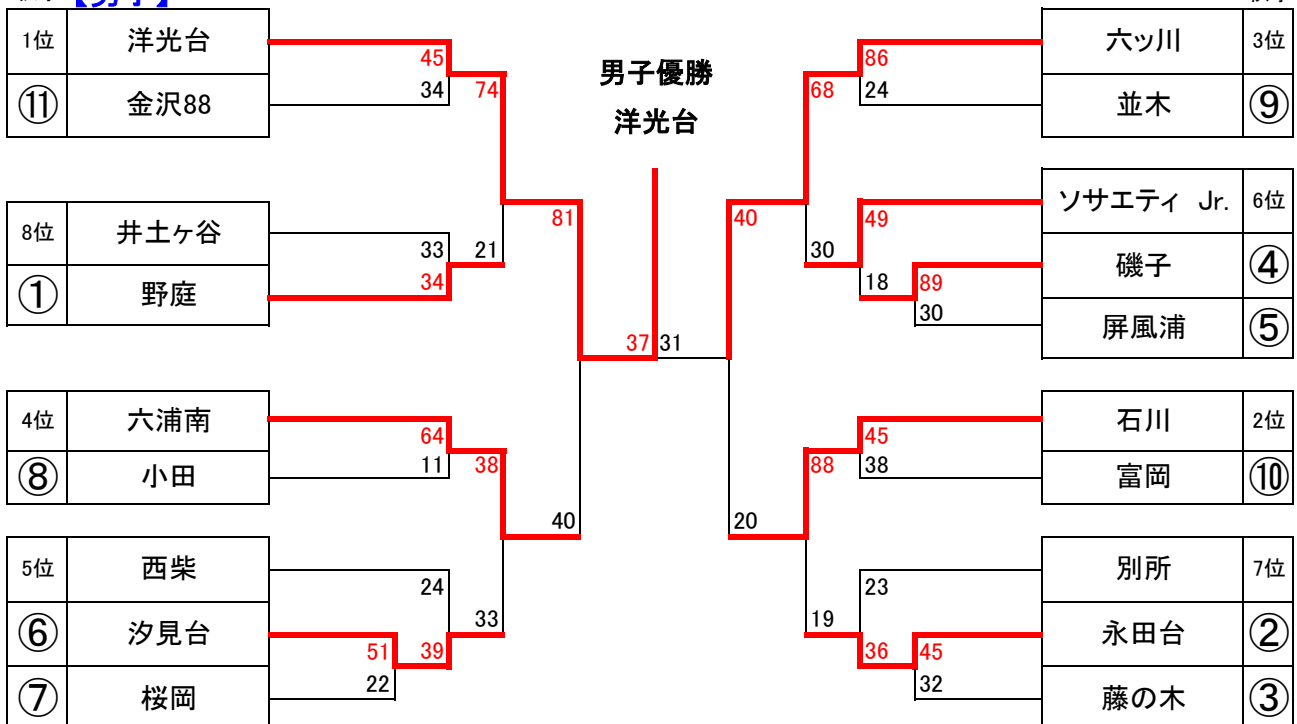 【男子】
1位 洋光台
⑪ 金沢88
45
34
74
8位 井土ヶ谷
① 野庭
33
34
21
81
4位 六浦南
⑧ 小田
64
11
38
5位 西柴
⑥ 汐見台
⑦ 桜岡
24
51
22
39
33
40
男子優勝
洋光台
37 31
六ッ川 3位
並木 ⑨
86
24
68
ソサエティ Jr. 6位
磯子 ④
屏風浦 ⑤
49
18
89
30
30
40
石川 2位
富岡 ⑩
45
38
88
別所 7位
永田台 ②
藤の木 ③
23
36
45
32
19
20